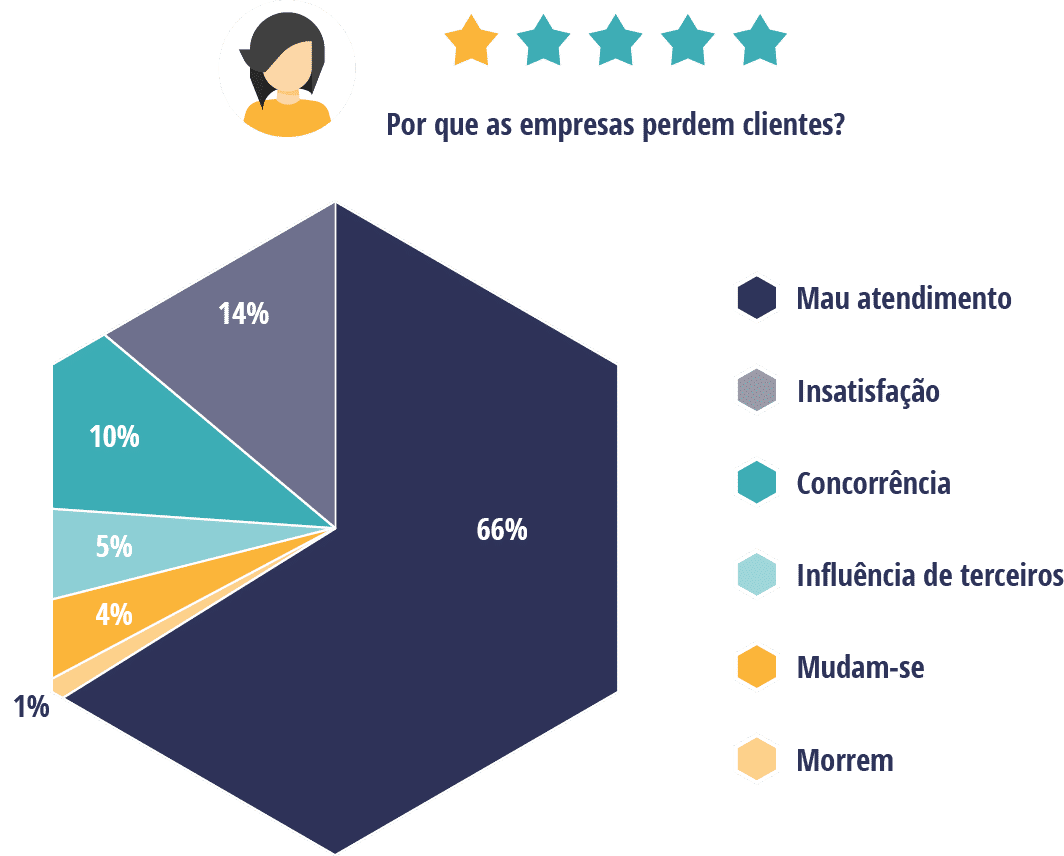 Por que as empresas perdem clientes?
14%
10%
66%
5%
4%
1%
Mau atendimento
Insatisfação
Concorrência
Influência de terceiros
Mudam-se
Morrem